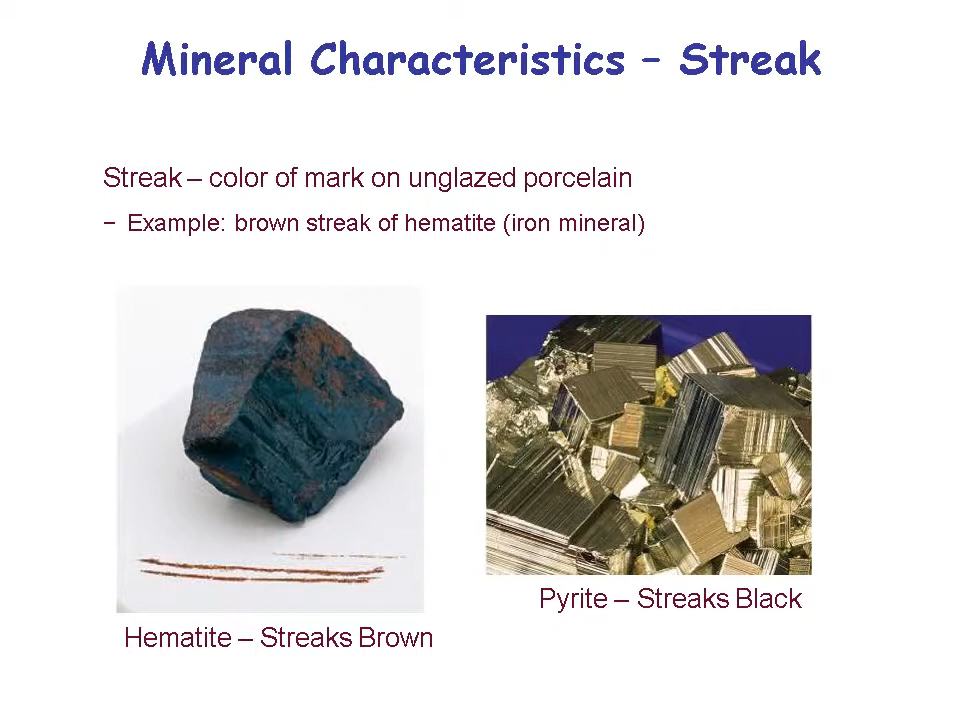 Mineral Characteristics – Streak
Streak – color of mark on unglazed porcelain
– Example: brown streak of hematite (iron mineral)
Pyrite – Streaks Black
Hematite – Streaks Brown